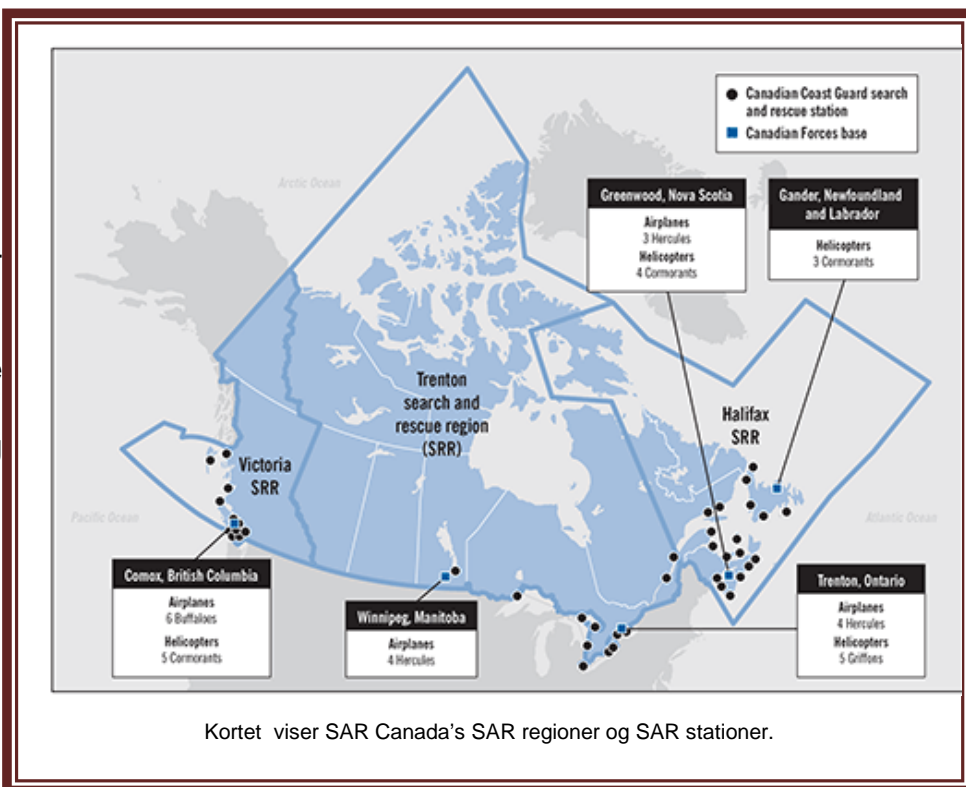 Canadian Coast Guard search
and rescue station
Canadian Forces base
Arctic Ocean
Greenwood, Nova Scotia
Airplanes
3 Hercules
Helicopters
4 Cormorants
Gander, Newfoundland
and Labrador
Helicopters
3 Cormorants
Trenton
search and
rescue region
(SRR)
Halifax
SRR
Victoria
SRR
Pacific Ocean
Atlantic Ocean
Comox, British Columbia
Airplanes
6 Buffaloes
Helicopters
5 Cormorants
Winnipeg, Manitoba
Airplanes
4 Hercules
Trenton, Ontario
Airplanes
4 Hercules
Helicopters
5 Griffons
Kortet viser SAR Canada's SAR regioner og SAR stationer.